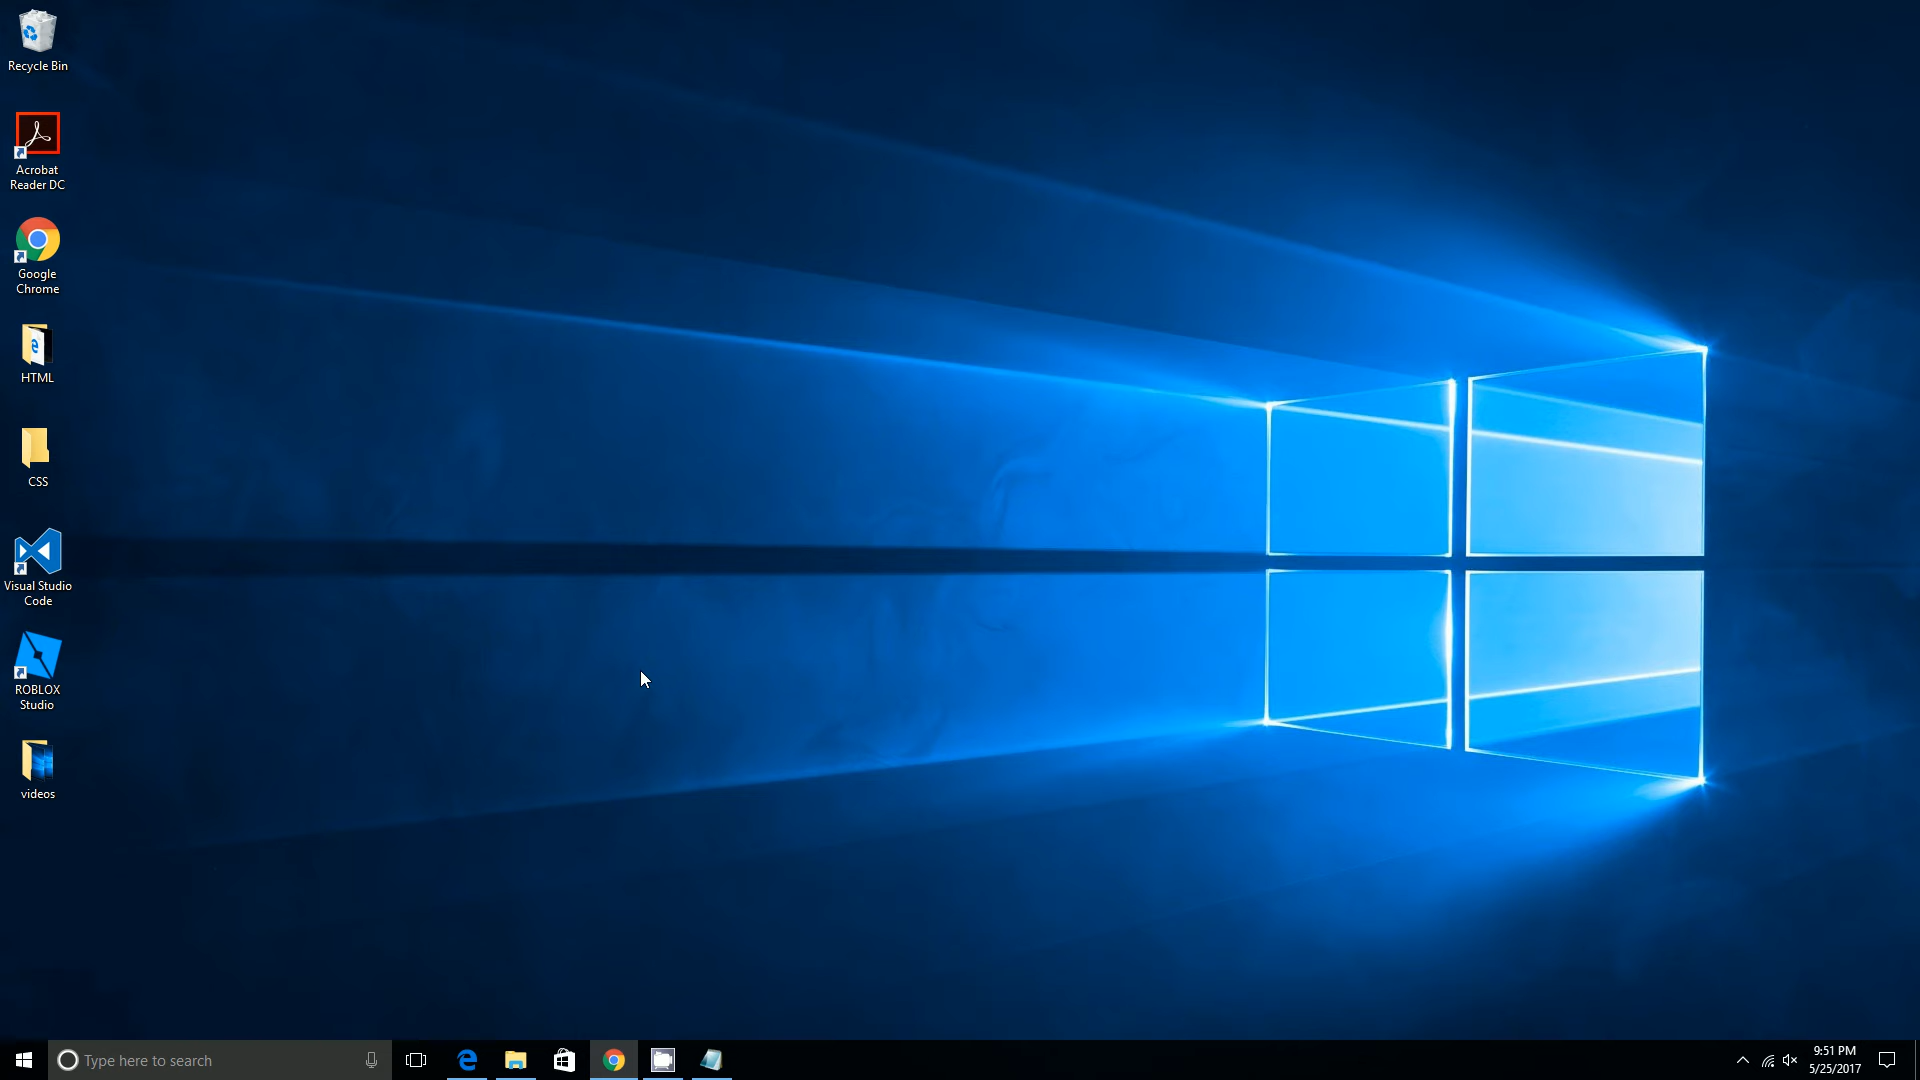 Recycle Bin
Acrobat
Reader DC
Google
Chrome
HTML
CSS
Visual Studio
Code
ROBLOX
Studio
videos
Type here to search
9:51 PM
5/25/2017